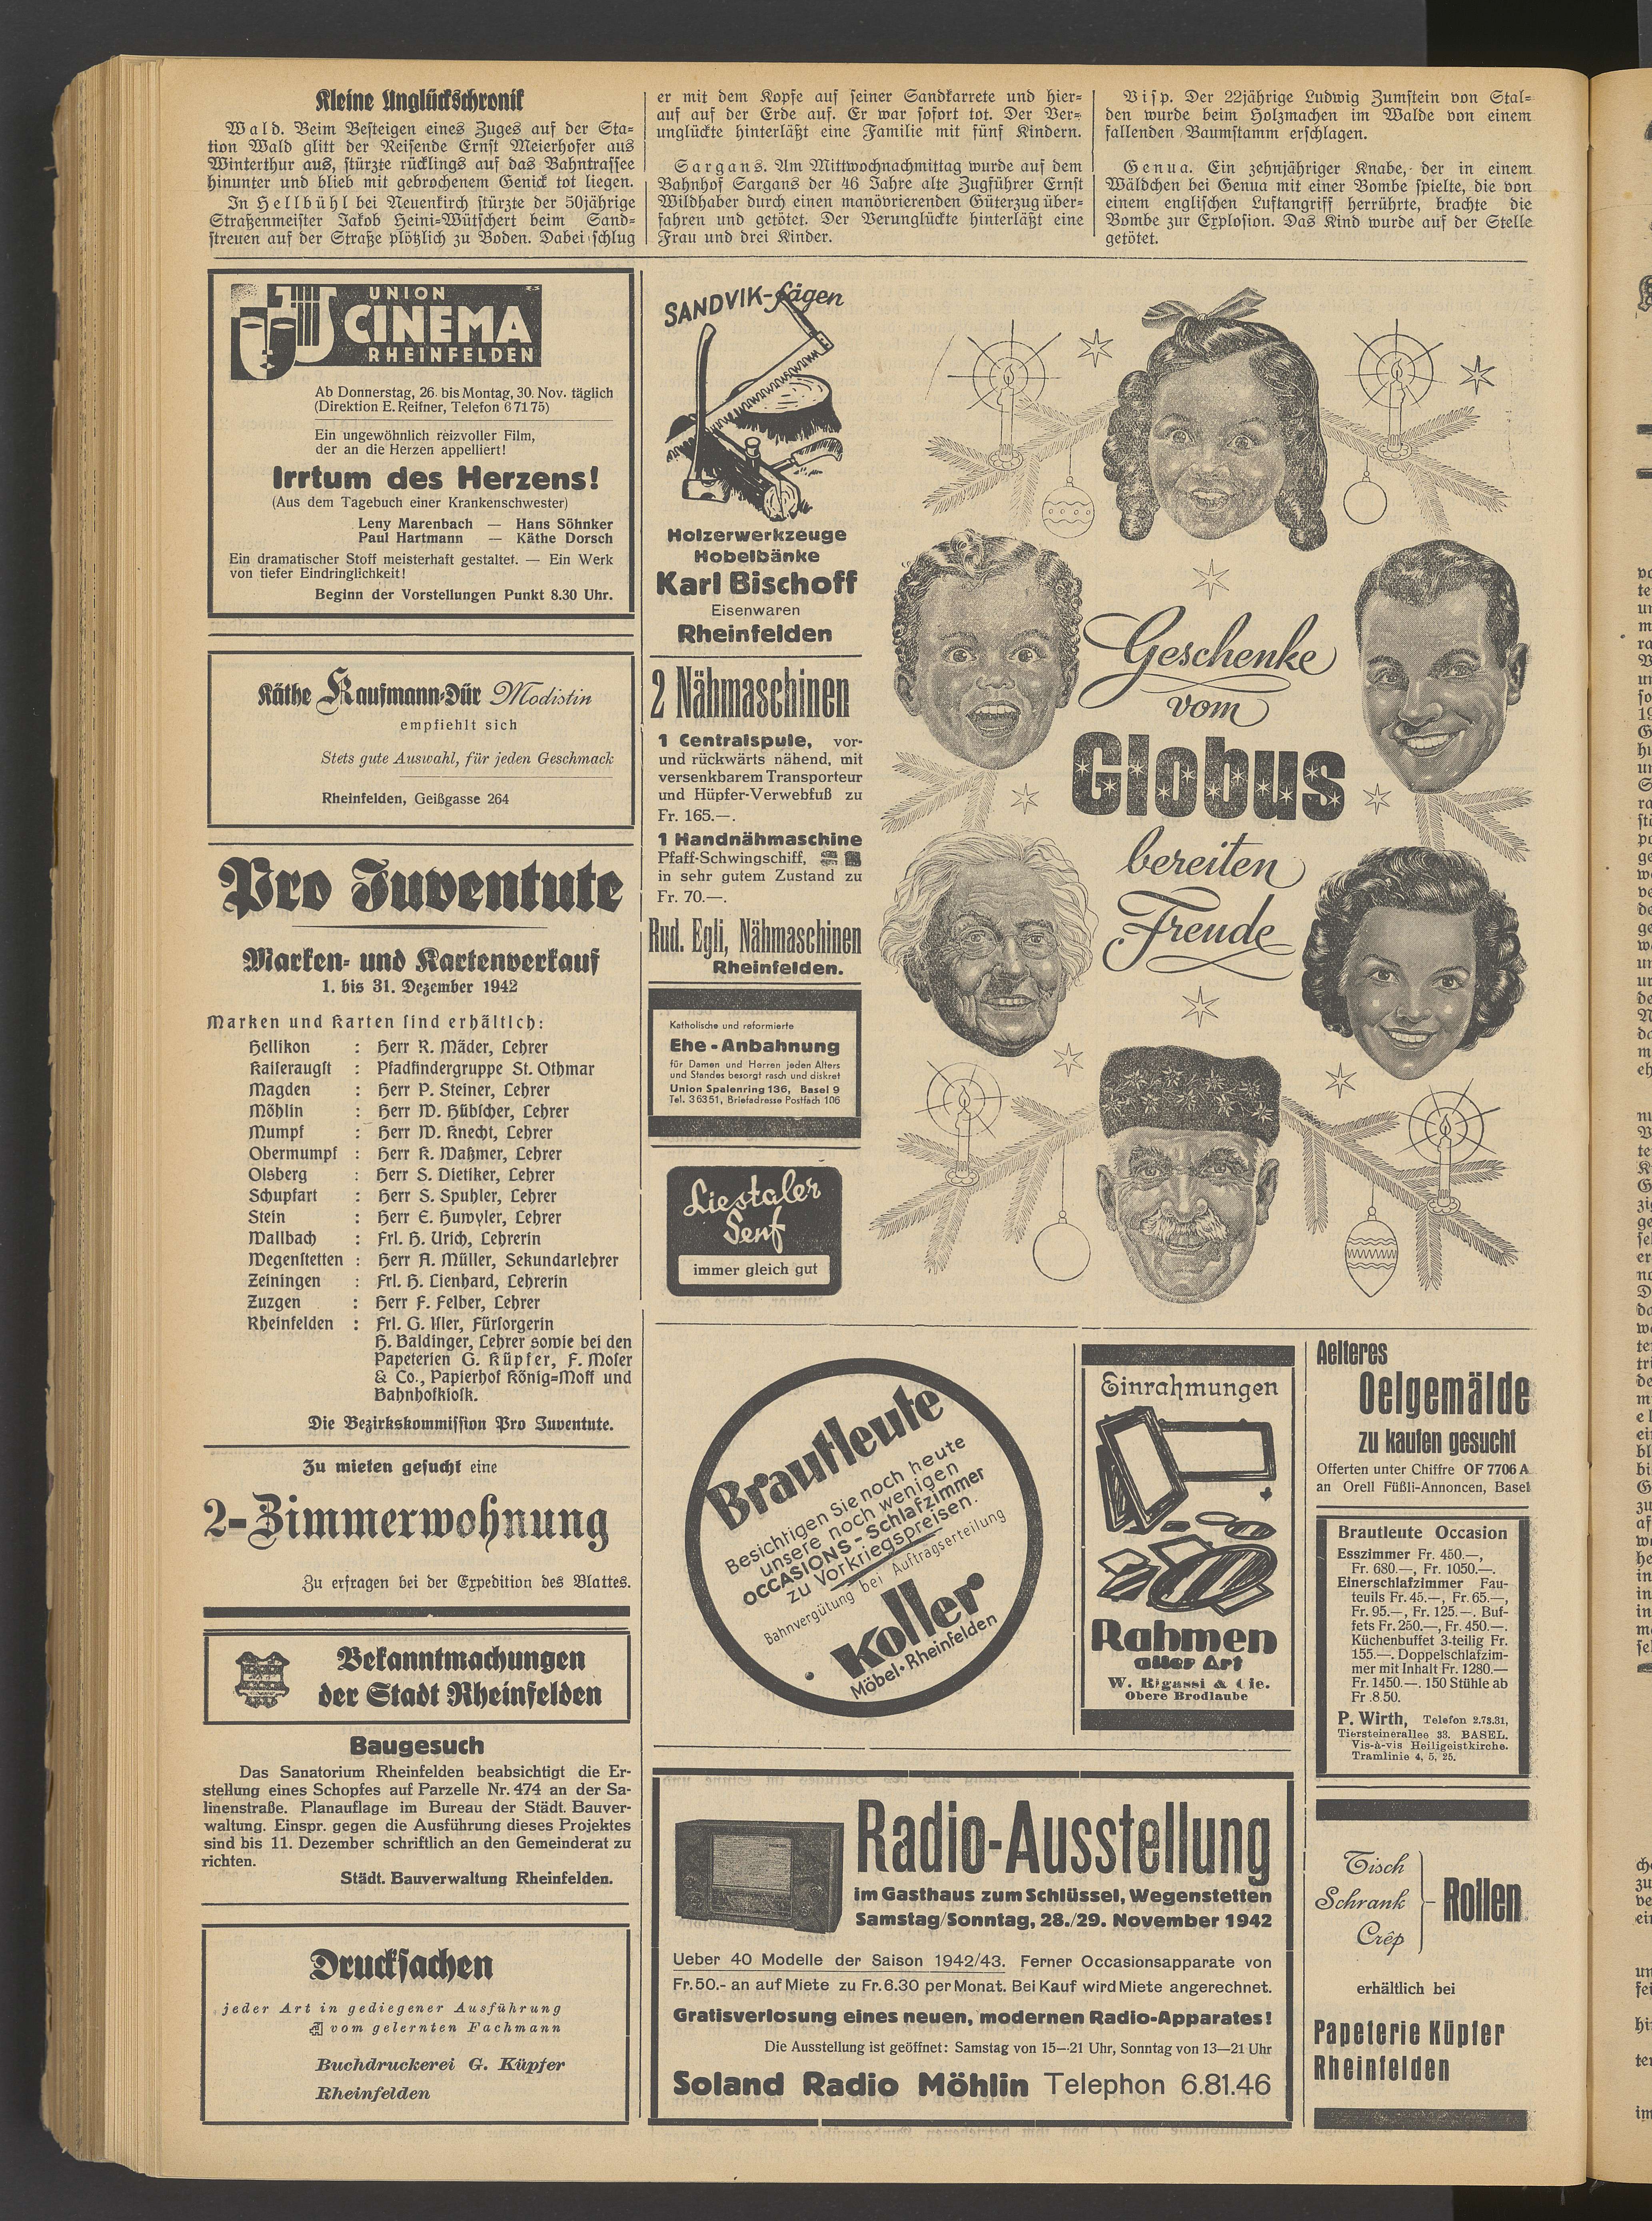 Kleine Unglückschronik
Wald. Beim Besteigen eines Zuges auf der Sta-
tion Wald glitt der Reisende Ernst Meierhofer aus
Winterthur aus, stürzte rücklings auf das Bahntrassee
hinunter und blieb mit gebrochenem Genick tot liegen.
In Hellbühl bei Neuenkirch stürzte der 50jährige
Straßenmeister Jakob Heini-Wütschert beim Sand-
streuen auf der Straße plötzlich zu Boden. Dabei schlug
er mit dem Kopfe auf seiner Sandkarrete und hier-
auf auf der Erde auf. Er war sofort tot. Der Ver-
unglückte hinterläßt eine Familie mit fünf Kindern.
Sargans. Am Mittwochnachmittag wurde auf dem
Bahnhof Sargans der 46 Jahre alte Zugführer Ernst
Wildhaber durch einen manövrierenden Güterzug über-
fahren und getötet. Der Verunglückte hinterläßt eine
Frau und drei Kinder.
Visp. Der 22jährige Ludwig Zumstein von Stal-
den wurde beim Holzmachen im Walde von einem
fallenden Baumstamm erschlagen.
Genua. Ein zehnjähriger Knabe, der in einem
Wäldchen bei Genua mit einer Bombe spielte, die von
einem englischen Luftangriff herrührte, brachte die
Bombe zur Explosion. Das Kind wurde auf der Stelle
getötet.
UNION
CINEMA
RHEINFELDEN
Ab Donnerstag, 26. bis Montag, 30. Nov. täglich
(Direktion E. Reifner, Telefon 6 71 75)
Ein ungewöhnlich reizvoller Film,
der an die Herzen appelliert!
Irrtum des Herzens!
(Aus dem Tagebuch einer Krankenschwester)
Leny Marenbach — Hans Söhnker
Paul Hartmann — Käthe Dorsch
Ein dramatischer Stoff meisterhaft gestaltet. — Ein Werk
von tiefer Eindringlichkeit!
Beginn der Vorstellungen Punkt 8.30 Uhr.
Käthe Kaufmann-Dür Modistin
empfiehlt sich
Stets gute Auswahl, für jeden Geschmack
Rheinfelden, Geißgasse 264
Pro Juventute
Marken- und Kartenverkauf
1. bis 31. Dezember 1942
Marken und Karten sind erhältlich:
Hellikon : Herr R. Mäder, Lehrer
Kaiseraugst : Pfadfindergruppe St. Othmar
Magden : Herr P. Steiner, Lehrer
Möhlin : Herr W. Hübscher, Lehrer
Mumpf : Herr W. Knecht, Lehrer
Obermumpf : Herr K. Waßmer, Lehrer
Olsberg : Herr S. Dietiker, Lehrer
Schupfart : Herr S. Spuhler, Lehrer
Stein : Herr E. Huwyler, Lehrer
Wallbach : Frl. H. Urich, Lehrerin
Wegenstetten : Herr A. Müller, Sekundarlehrer
Zeiningen : Frl. H. Lienhard, Lehrerin
Zuzgen : Herr F. Felber, Lehrer
Rheinfelden : Frl. G. Isler, Fürsorgerin
H. Baldinger, Lehrer sowie bei den
Papeterien G. Küpfer, F. Moser
& Co., Papierhof König=Moff und
Bahnhofkiosk.
Die Bezirkskommission Pro Juventute.
Zu mieten gesucht eine
2-Zimmerwohnung
Zu erfragen bei der Expedition des Blattes.
Bekanntmachungen
der Stadt Rheinfelden
Baugesuch
Das Sanatorium Rheinfelden beabsichtigt die Er-
stellung eines Schopfes auf Parzelle Nr. 474 an der Sa-
linenstraße. Planauflage im Bureau der Städt. Bauver-
waltung. Einspr. gegen die Ausführung dieses Projektes
sind bis 11. Dezember schriftlich an den Gemeinderat zu
richten.
Städt. Bauverwaltung Rheinfelden.
Drucksachen
jeder Art in gediegener Ausführung
vom gelernten Fachmann
Buchdruckerei G. Küpfer
Rheinfelden
SANDVIK-Sägen
Holzerwerkzeuge
Hobelbänke
Karl Bischoff
Eisenwaren
Rheinfelden
2 Nähmaschinen
1 Centralspule, vor-
und rückwärts nähend, mit
versenkbarem Transporteur
und Hüpfer-Verwebfuß zu
Fr. 165.—.
1 Handnähmaschine
Pfaff-Schwingschiff,
in sehr gutem Zustand zu
Fr. 70.—.
Rud. Egli, Nähmaschinen
Rheinfelden.
Katholische und reformierte
Ehe-Anbahnung
für Damen und Herren jeden Alters
und Standes besorgt rasch und diskret
Union Spalenring 136, Basel 9
Tel. 3 63 51, Briefadresse Postfach 106
Liestaler
Senf
immer gleich gut
Geschenke
vom
Globus
bereiten
Freude
Brautleute
Besichtigen Sie noch heute
unsere noch wenigen
OCCASIONS-Schlafzimmer
zu Vorkriegspreisen.
Bahnvergütung bei Auftragserteilung
Koller
Möbel • Rheinfelden
Einrahmungen
Rahmen
aller Art
W. Rigassi & Cie.
Obere Brodlaube
Aelteres
Oelgemälde
zu kaufen gesucht
Offerten unter Chiffre OF 7706 A
an Orell Füßli-Annoncen, Basel
Brautleute Occasion
Esszimmer Fr. 450.—,
Fr. 680.—, Fr. 1050.—.
Einerschlafzimmer Fau-
teuils Fr. 45.—, Fr. 65.—,
Fr. 95.—, Fr. 125.—. Buf-
fets Fr. 250.—, Fr. 450.—.
Küchenbuffet 3-teilig Fr.
155.—. Doppelschlafzim-
mer mit Inhalt Fr. 1280.—
Fr. 1450.—. 150 Stühle ab
Fr. 8.50.
P. Wirth, Telefon 2.73.31,
Tiersteinerallee 33. BASEL.
Vis-à-vis Heiligeistkirche.
Tramlinie 4, 5, 25.
Radio-Ausstellung
im Gasthaus zum Schlüssel, Wegenstetten
Samstag/Sonntag, 28./29. November 1942
Ueber 40 Modelle der Saison 1942/43. Ferner Occasionsapparate von
Fr. 50.- an auf Miete zu Fr. 6.30 per Monat. Bei Kauf wird Miete angerechnet.
Gratisverlosung eines neuen, modernen Radio-Apparates!
Die Ausstellung ist geöffnet: Samstag von 15—21 Uhr, Sonntag von 13—21 Uhr
Soland Radio Möhlin Telephon 6.81.46
Tisch
Schrank
Crêp
Rollen
erhältlich bei
Papeterie Küpfer
Rheinfelden